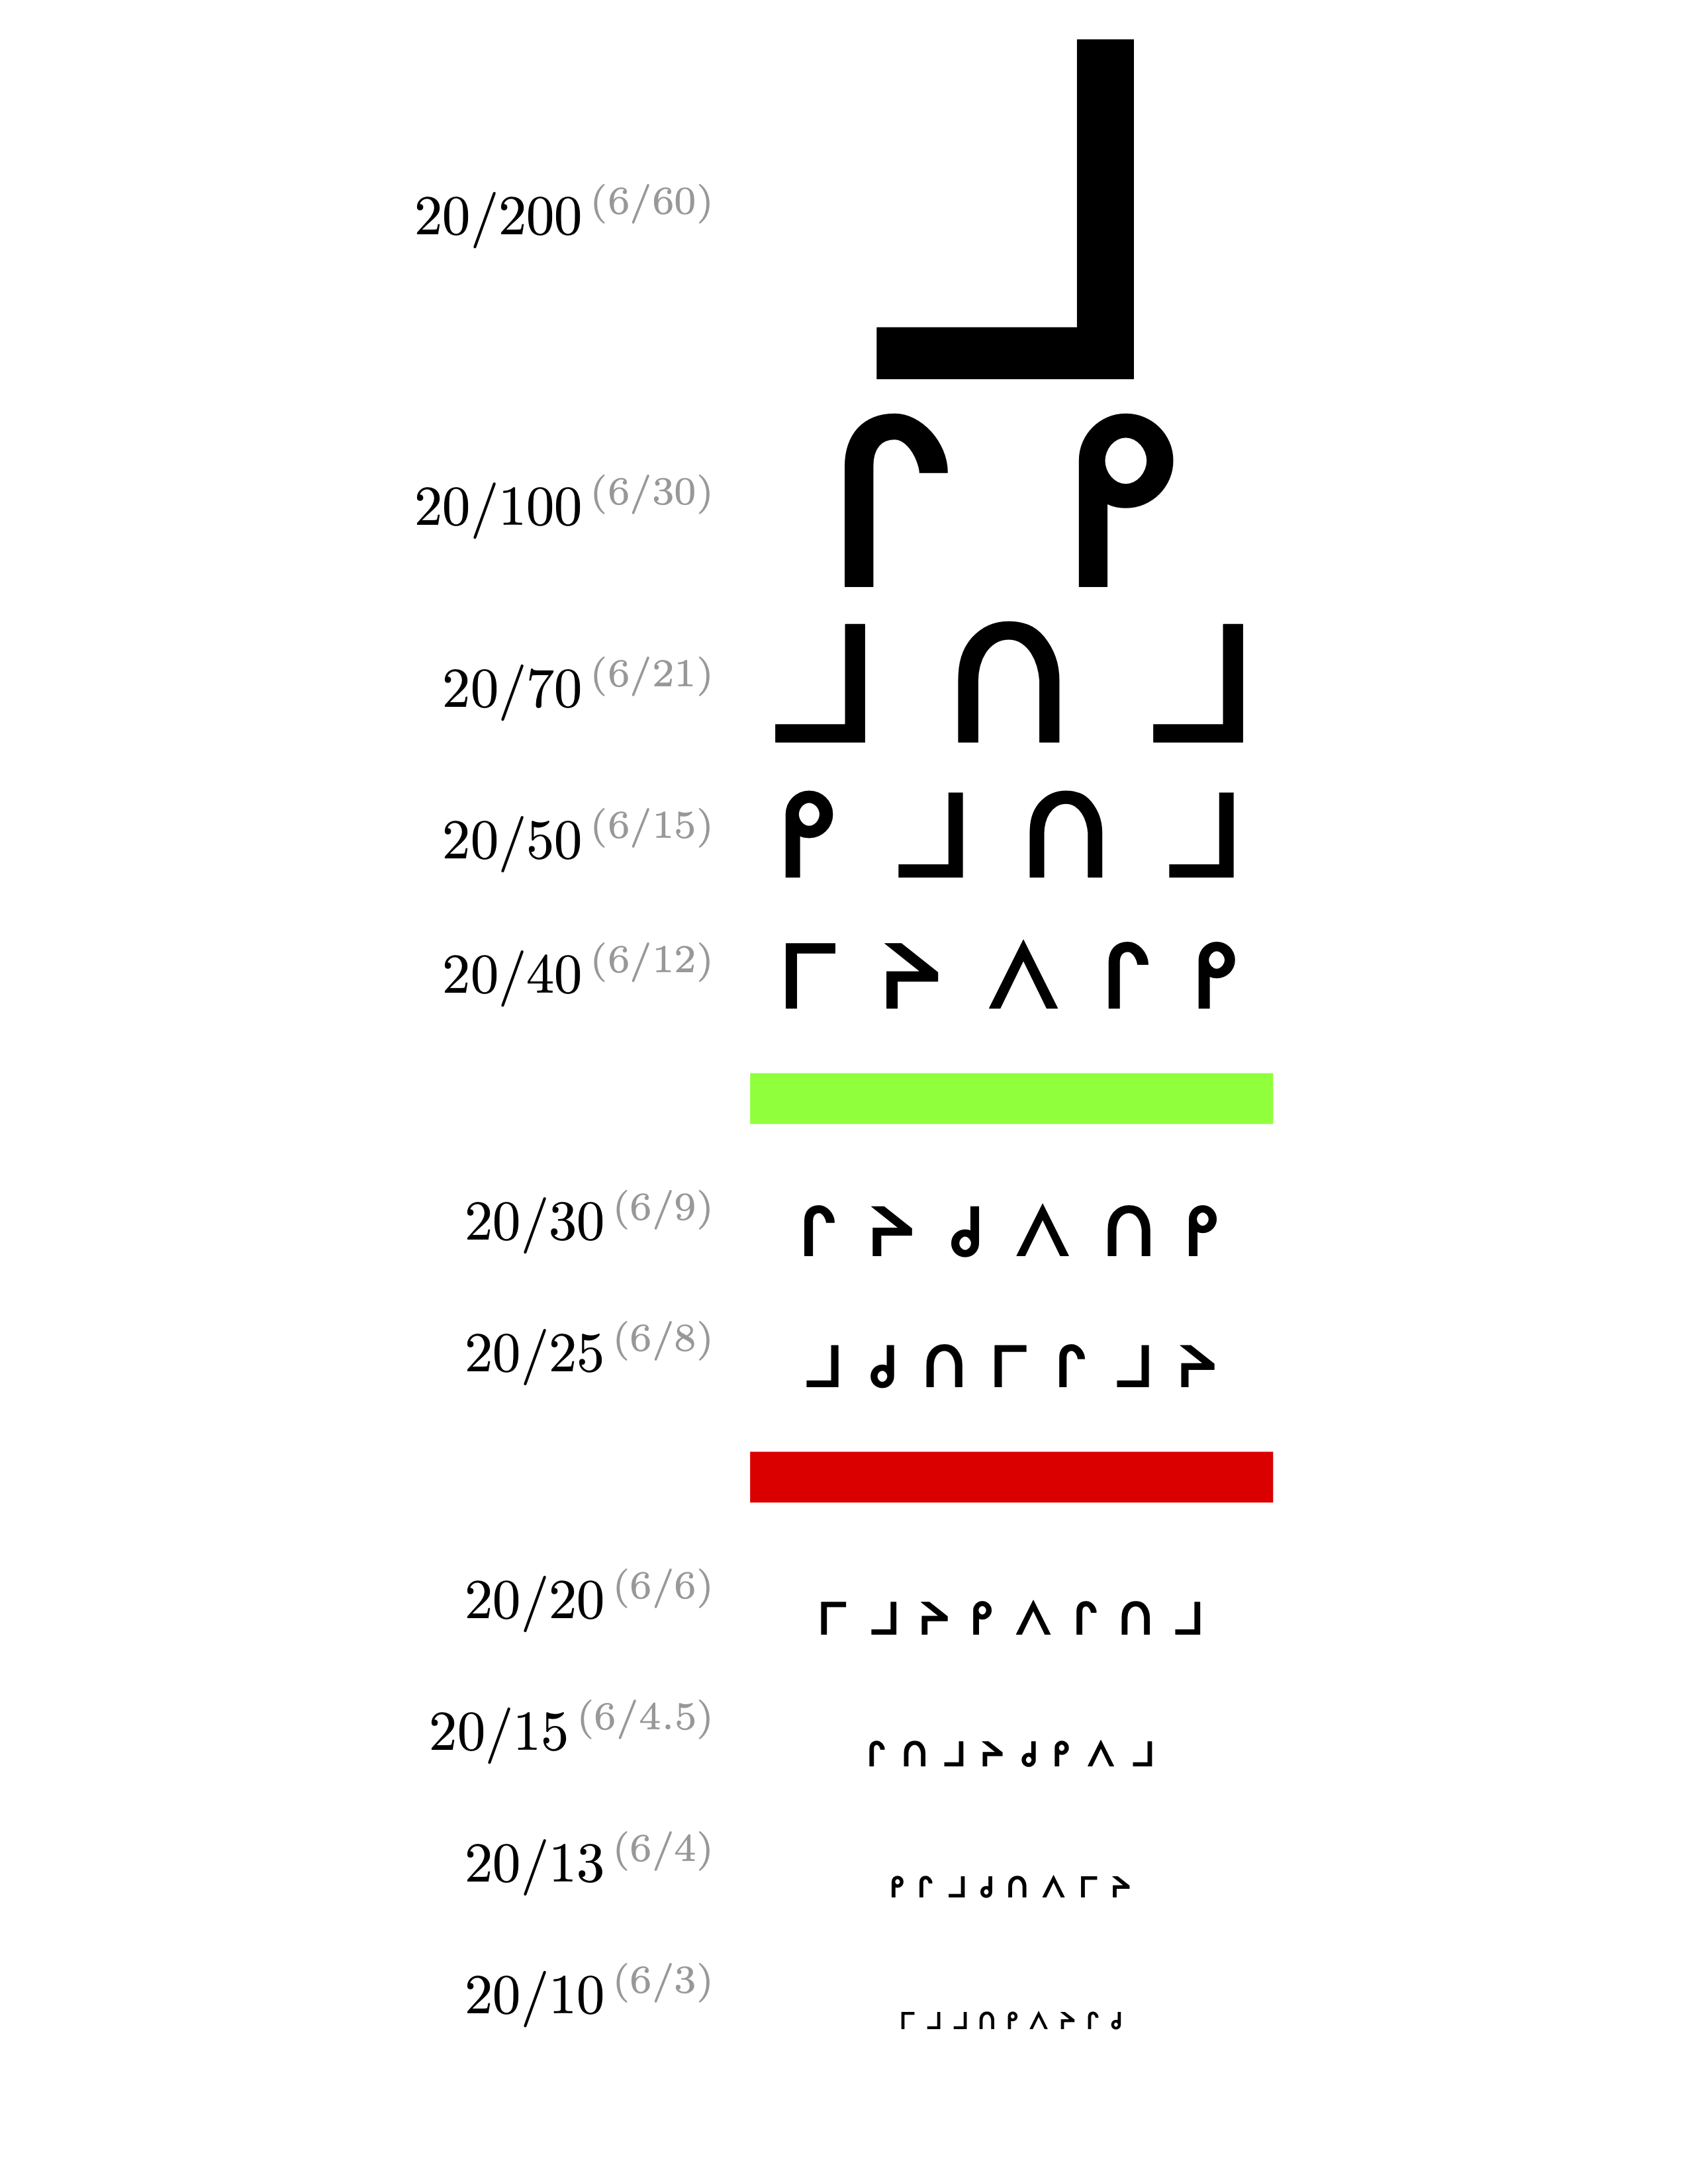 20/200 (6/60) ᒧ
20/100 (6/30) ᒋ ᑭ
20/70 (6/21) ᒧ ᑎ ᒧ
20/50 (6/15) ᑭ ᒧ ᑎ ᒧ
20/40 (6/12) ᒥ ᔨ ᐱ ᒋ ᑭ
20/30 (6/9) ᒋ ᔨ ᑯ ᐱ ᑎ ᑭ
20/25 (6/8) ᒧ ᑯ ᑎ ᒥ ᒋ ᒧ ᔨ
20/20 (6/6) ᒥ ᒧ ᔨ ᑭ ᐱ ᒋ ᑎ ᒧ
20/15 (6/4.5) ᒋ ᑎ ᒧ ᔨ ᑯ ᑭ ᐱ ᒧ
20/13 (6/4) ᑭ ᒋ ᒧ ᑯ ᑎ ᐱ ᒥ ᔨ
20/10 (6/3) ᒥ ᒧ ᒧ ᑎ ᑭ ᐱ ᔨ ᒋ ᑯ